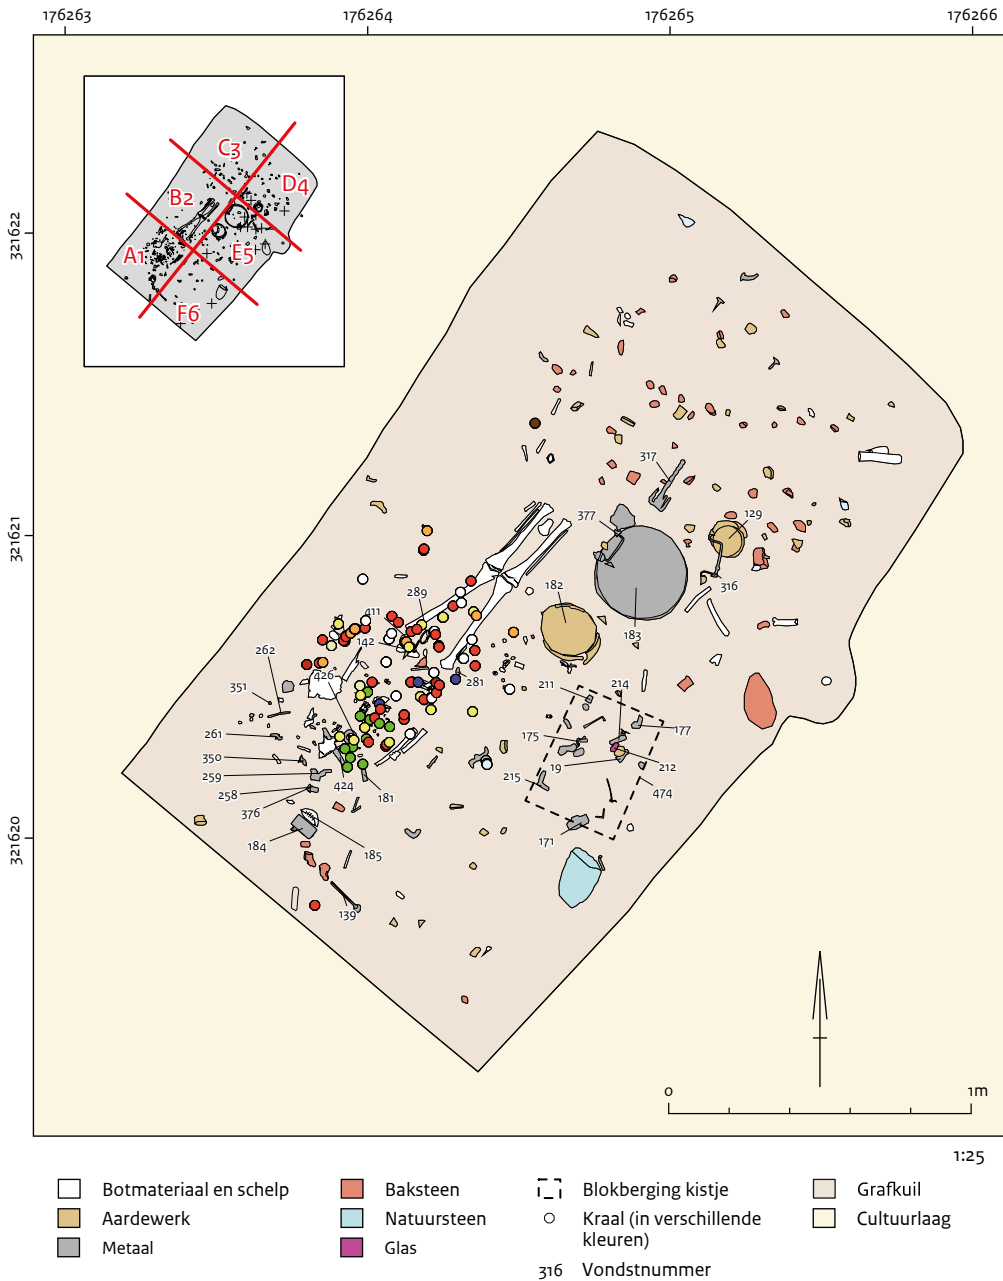 176263 176264 176265 176266
321622
321621
321620
C3
D4
B2
A1
E5
F6
317
377
129
316
182
183
289
411
142
262
426
281
351
211
214
177
261
175
350
19
212
259
215
474
258
424
181
376
171
184
185
139
0 1m
1:25
Botmateriaal en schelp
Aardewerk
Metaal
Baksteen
Natuursteen
Glas
Blokberging kistje
Kraal (in verschillende
kleuren)
316 Vondstnummer
Grafkuil
Cultuurlaag